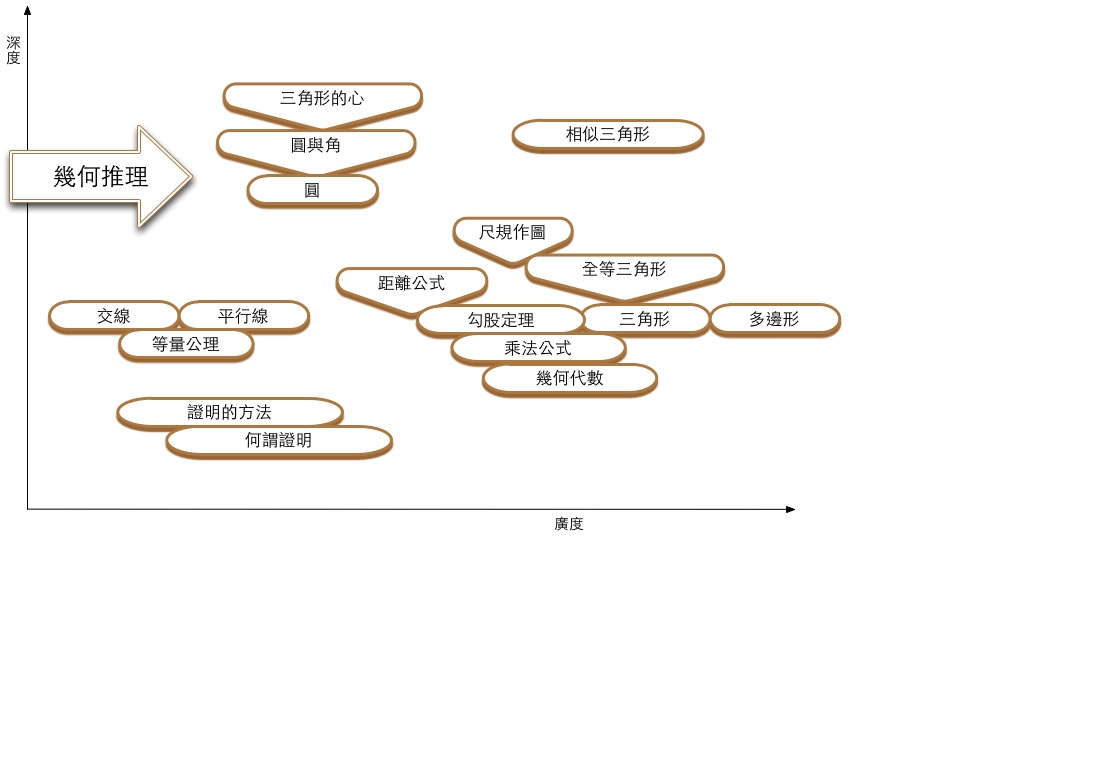 深
度
三角形的心
相似三角形
圓與角
幾何推理
圓
尺規作圖
全等三角形
距離公式
交線
平行線
勾股定理
三角形
多邊形
等量公理
乘法公式
幾何代數
證明的方法
何謂證明
廣度